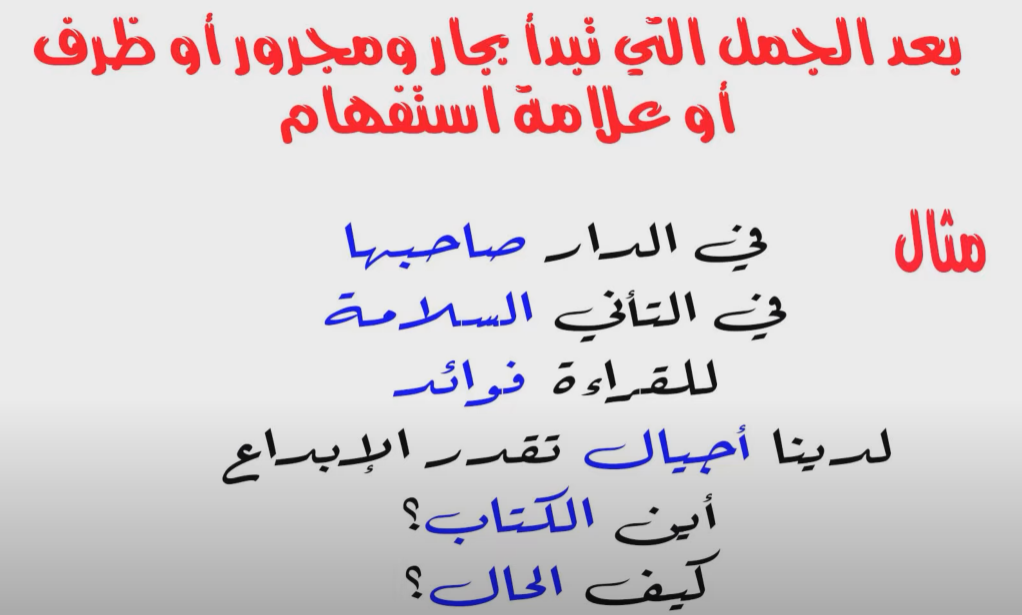 بعد الجمل التي تبدأ بجار ومجرور أو ظرف
أو علامة استفهام
مثال
في الدار صاحبها
في التأني السلامة
للقراءة فوائد
لدينا أجيال تقدر الإبداع
أين الكتاب؟
كيف الحال؟